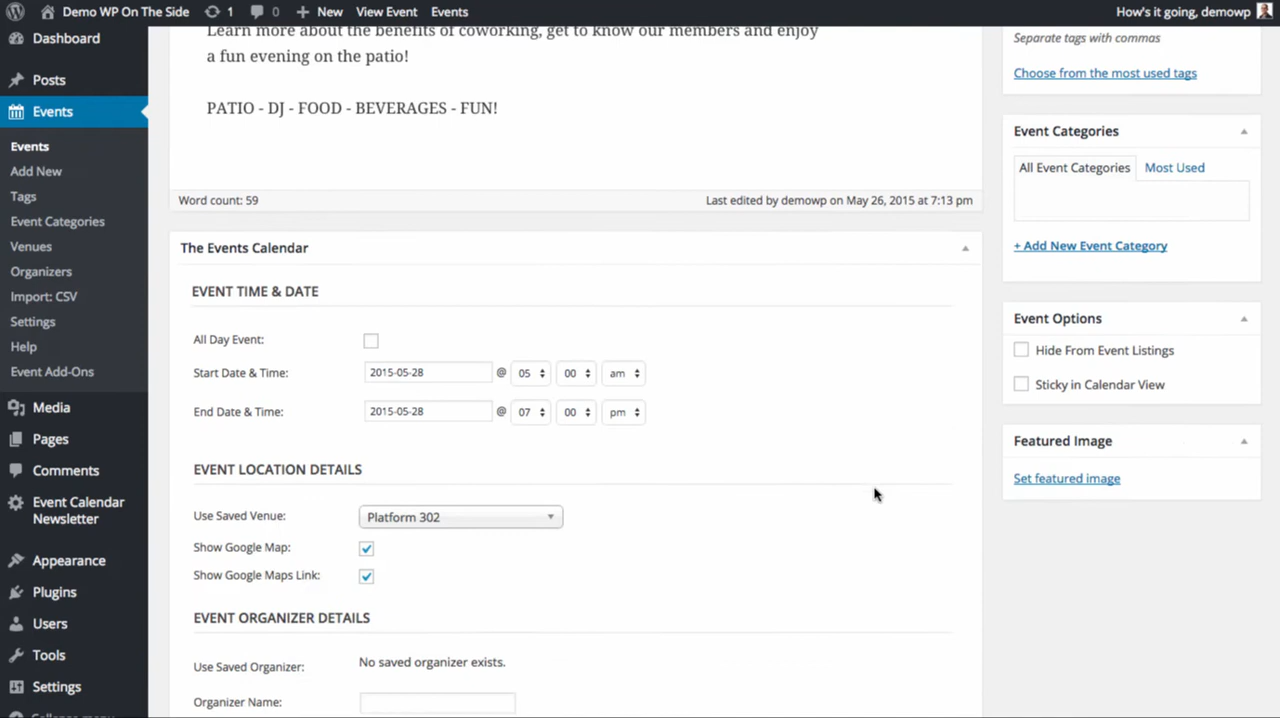 Demo WP On The Side 1 0 + New View Event Events How's it going, demowp
Dashboard
Posts
Events
Events
Add New
Tags
Event Categories
Venues
Organizers
Import: CSV
Settings
Help
Event Add-Ons
Media
Pages
Comments
Event Calendar
Newsletter
Appearance
Plugins
Users
Tools
Settings
Collapse menu
Learn more about the benefits of coworking, get to know our members and enjoy
a fun evening on the patio!
PATIO - DJ - FOOD - BEVERAGES - FUN!
Word count: 59 Last edited by demowp on May 26, 2015 at 7:13 pm
The Events Calendar
EVENT TIME & DATE
All Day Event:
Start Date & Time: 2015-05-28 @ 05 00 am
End Date & Time: 2015-05-28 @ 07 00 pm
EVENT LOCATION DETAILS
Use Saved Venue: Platform 302
Show Google Map:
Show Google Maps Link:
EVENT ORGANIZER DETAILS
Use Saved Organizer: No saved organizer exists.
Organizer Name:
Separate tags with commas
Choose from the most used tags
Event Categories
All Event Categories Most Used
+ Add New Event Category
Event Options
Hide From Event Listings
Sticky in Calendar View
Featured Image
Set featured image